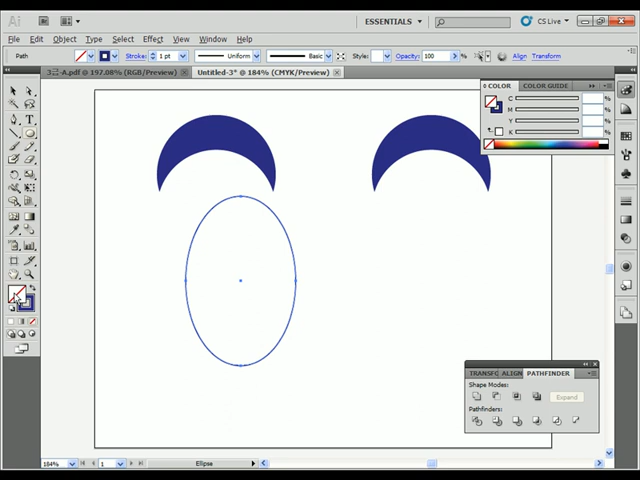 Ai Br ESSENTIALS CS Live
File Edit Object Type Select Effect View Window Help
Path Stroke: 1 pt Uniform Basic Style: Opacity: 100 % Align Transform
Untitled-3* @ 184% (CMYK/Preview)
COLOR COLOR GUIDE
C %
M %
Y %
K %
TRANSFO ALIGN PATHFINDER
Shape Modes:
Expand
Pathfinders:
184% 1 Ellipse